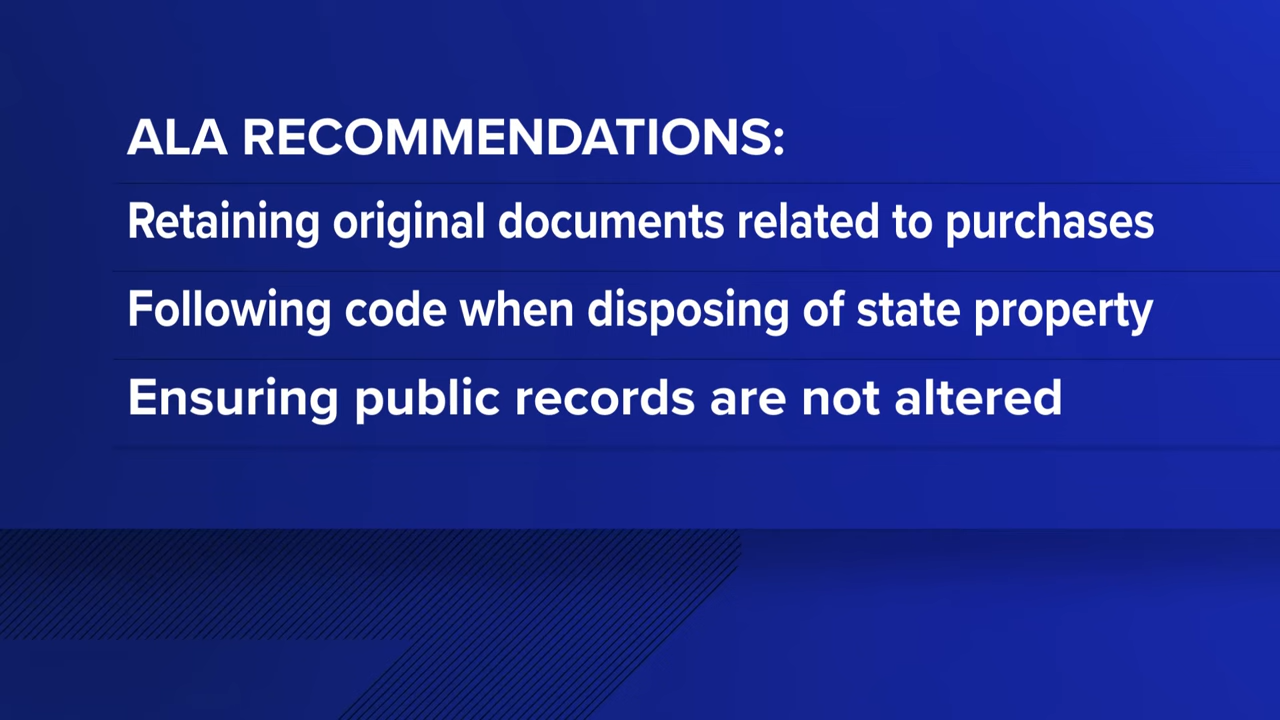 ALA RECOMMENDATIONS:
Retaining original documents related to purchases
Following code when disposing of state property
Ensuring public records are not altered